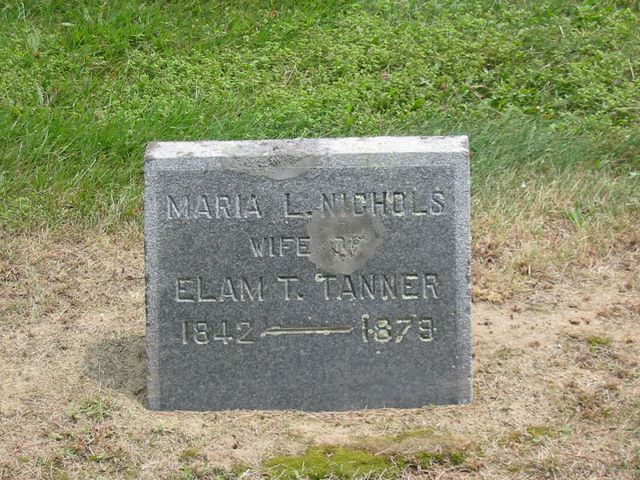 MARIA L. NICHOLS
WIFE OF
ELAM T. TANNER
1842 — 1879